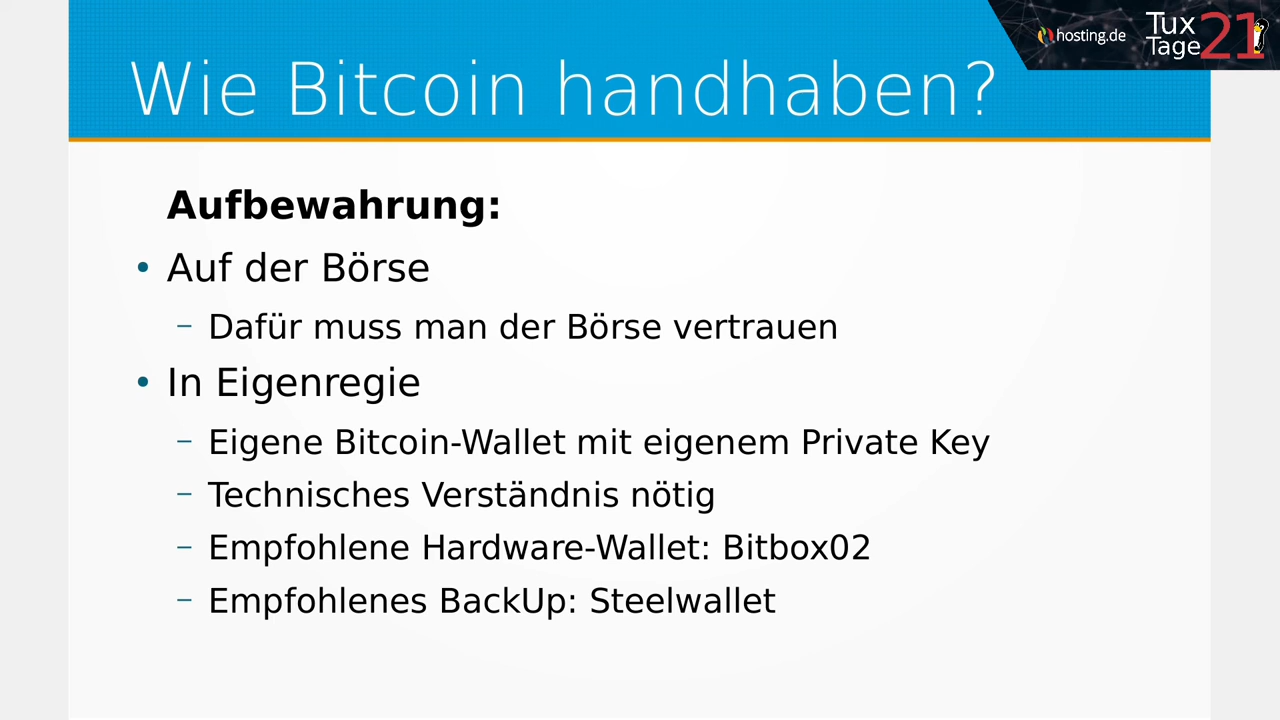 hosting.de
Tux
Tage
21
Wie Bitcoin handhaben?
Aufbewahrung:
• Auf der Börse
– Dafür muss man der Börse vertrauen
• In Eigenregie
– Eigene Bitcoin-Wallet mit eigenem Private Key
– Technisches Verständnis nötig
– Empfohlene Hardware-Wallet: Bitbox02
– Empfohlenes BackUp: Steelwallet